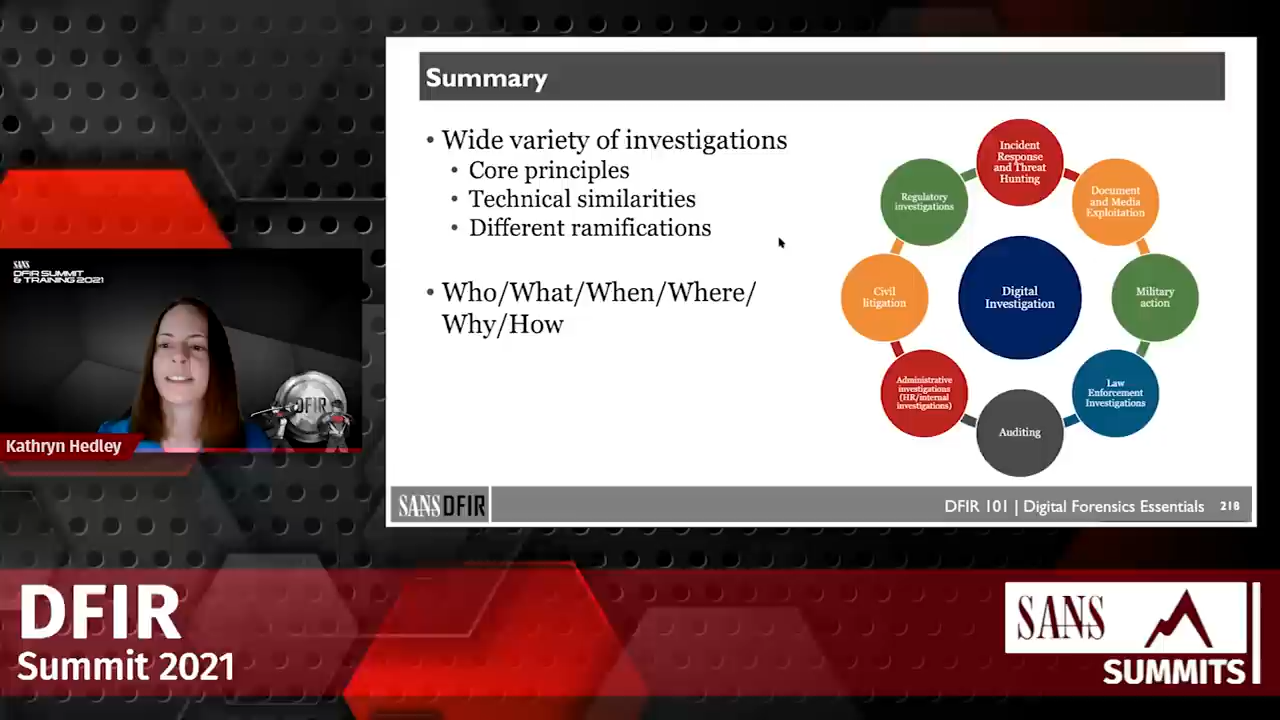 Summary
• Wide variety of investigations
• Core principles
• Technical similarities
• Different ramifications
• Who/What/When/Where/
Why/How
Incident
Response
and Threat
Hunting
Document
and Media
Exploitation
Military
action
Law
Enforcement
Investigations
Auditing
Administrative
investigations
(HR/internal
investigations)
Civil
litigation
Regulatory
investigations
Digital
Investigation
SANS DFIR
DFIR 101 | Digital Forensics Essentials 218
SANS
DFIR SUMMIT
& TRAINING 2021
DFIR
Kathryn Hedley
DFIR
Summit 2021
SANS
SUMMITS